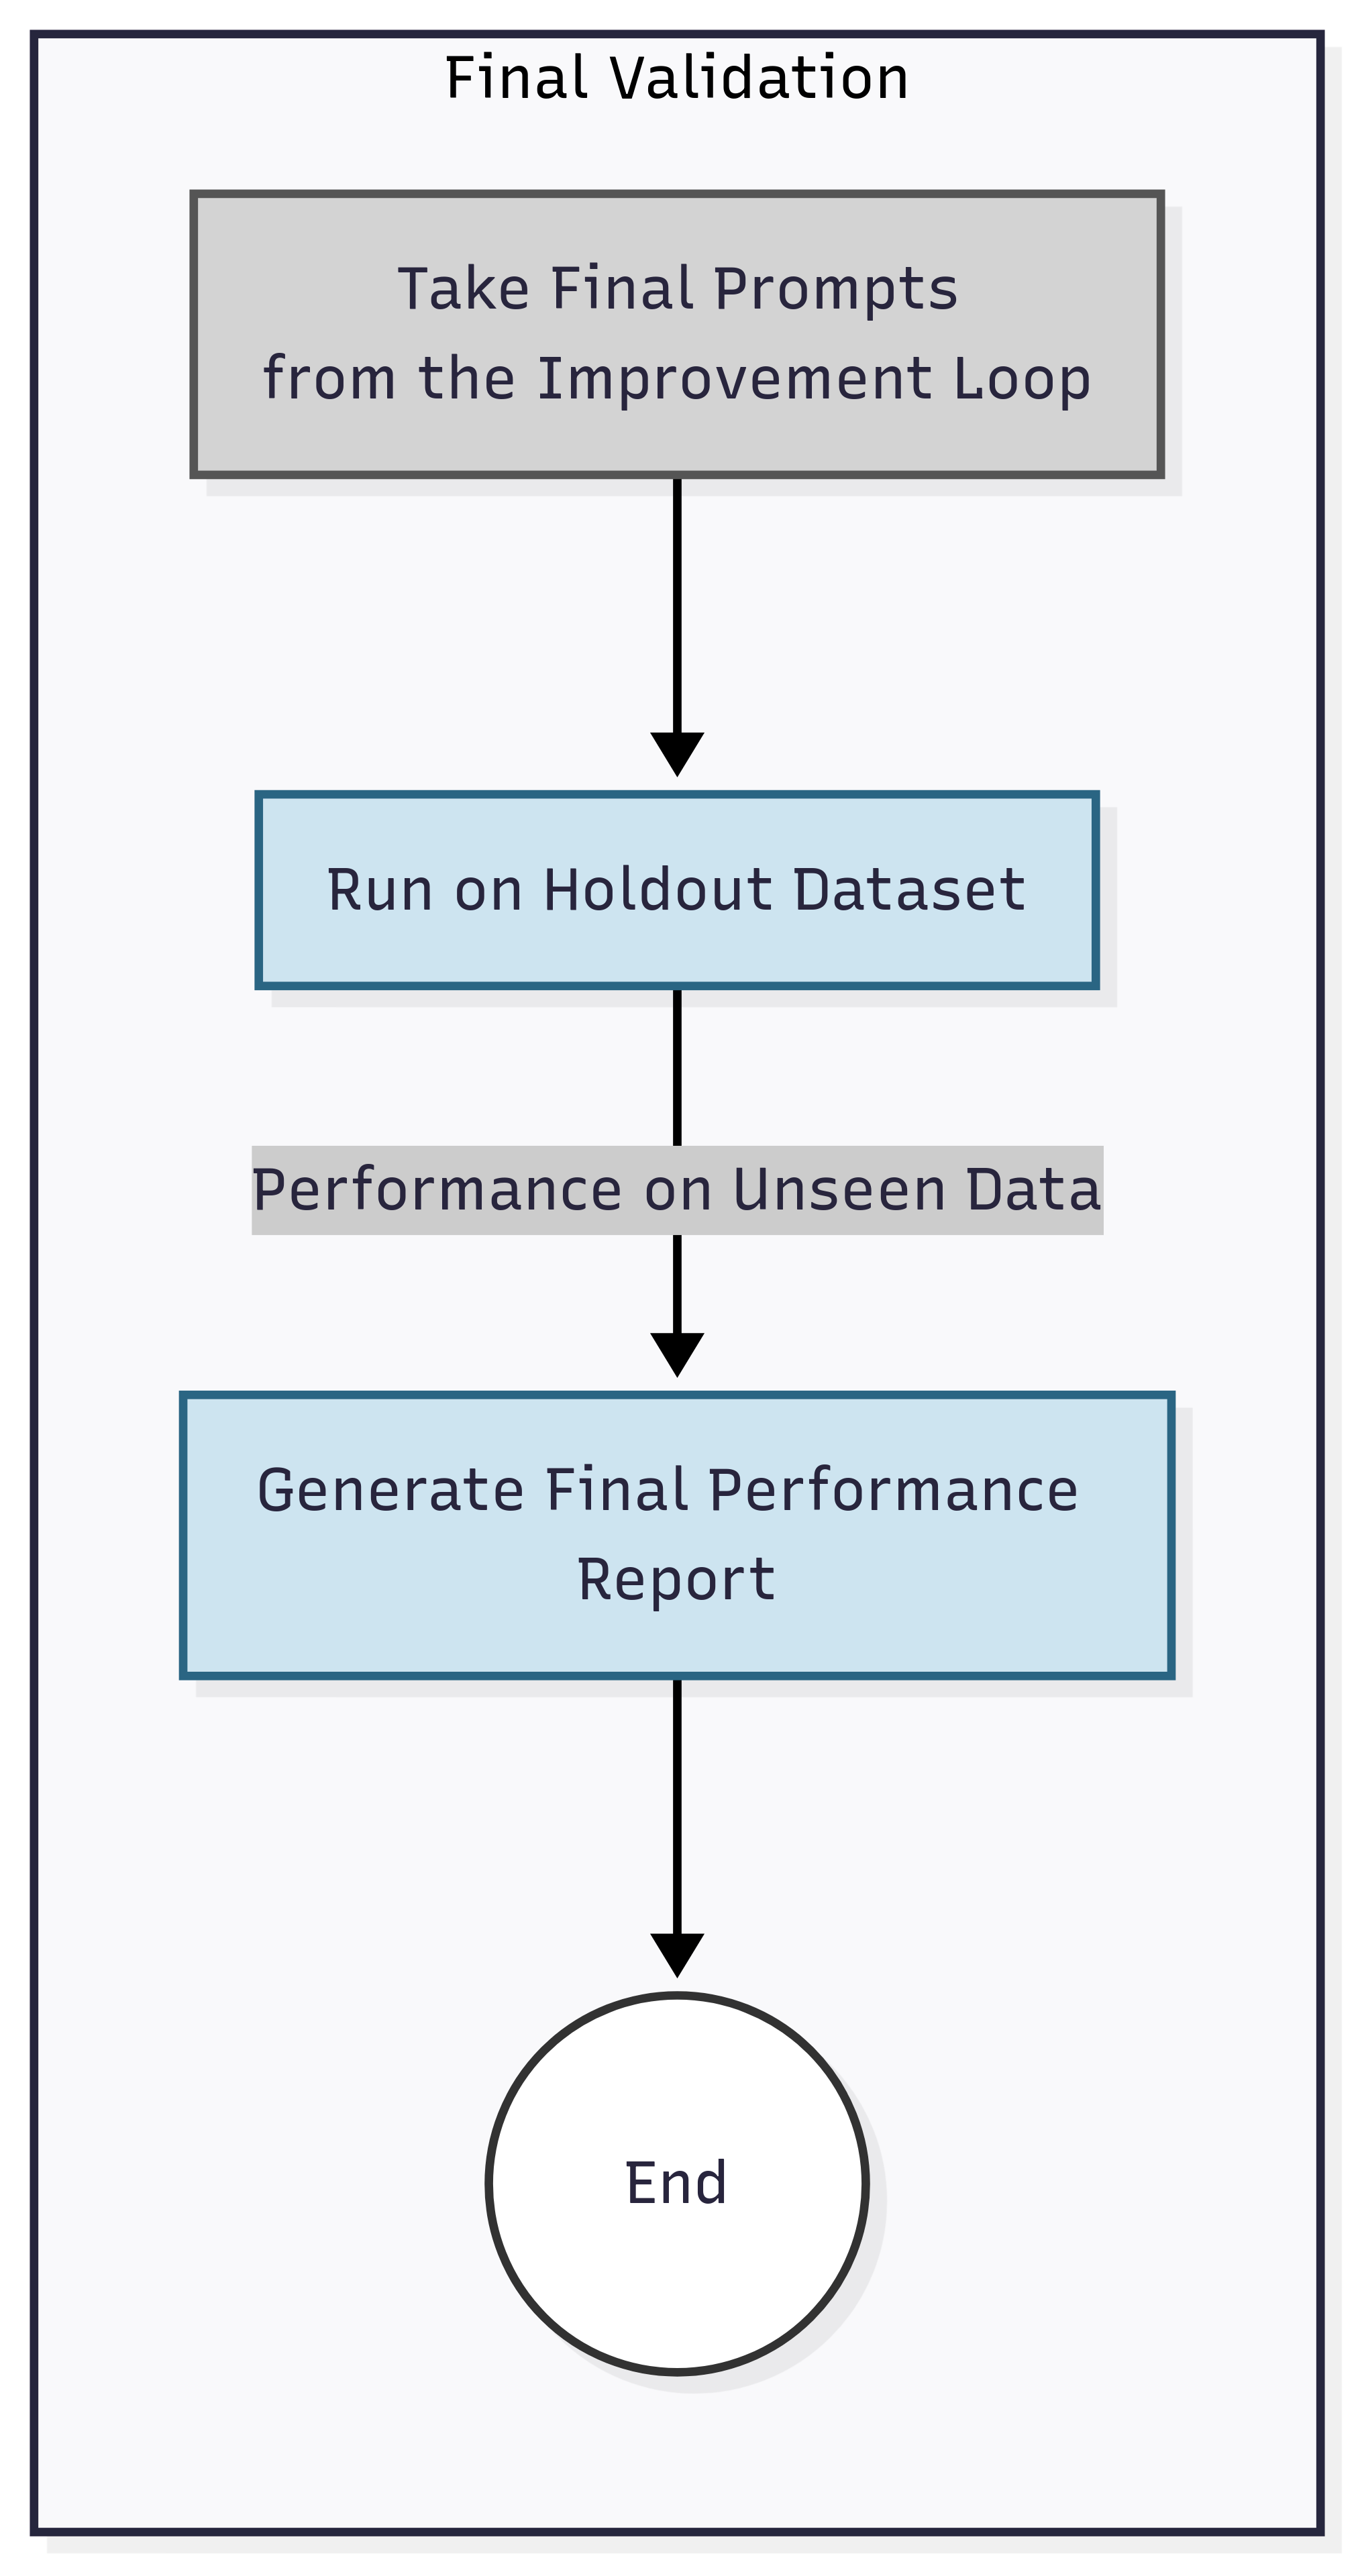 Final Validation
Take Final Prompts
from the Improvement Loop
Run on Holdout Dataset
Performance on Unseen Data
Generate Final Performance
Report
End